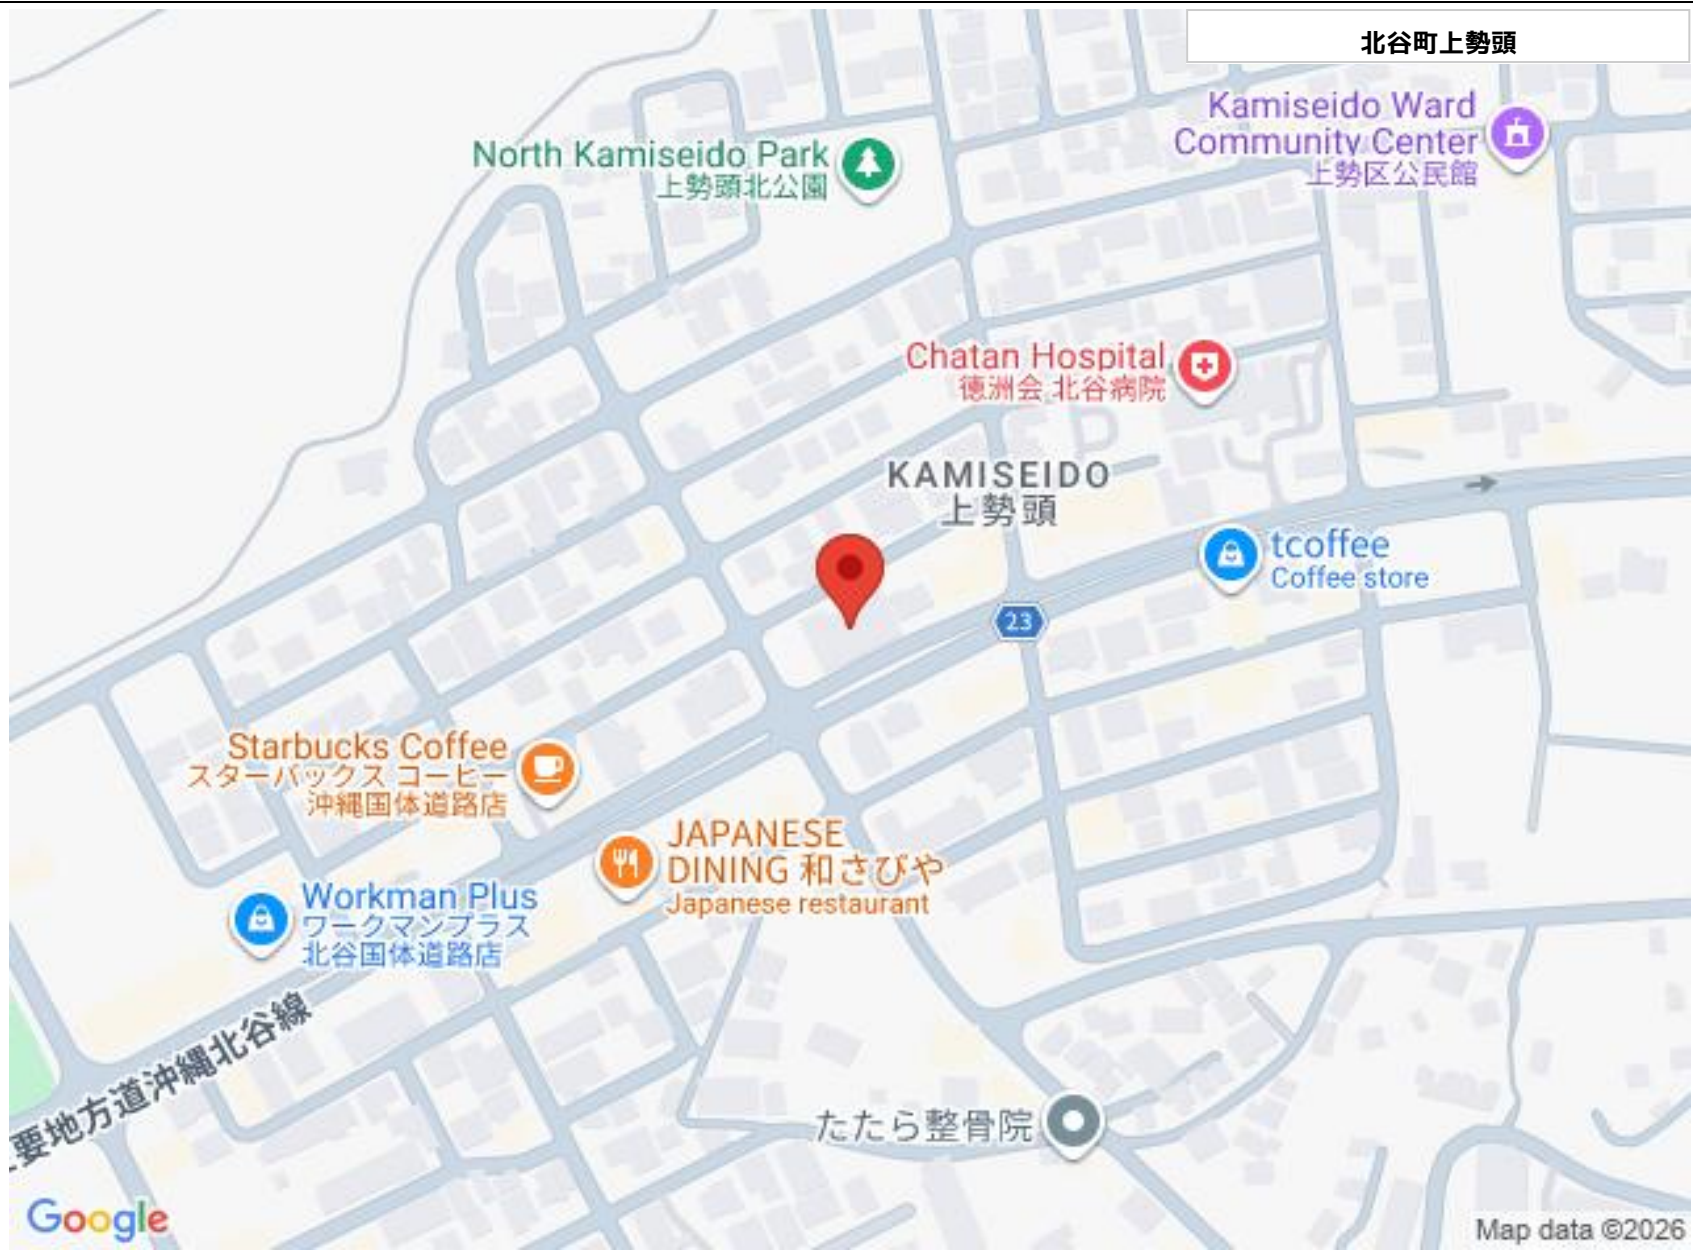 北谷町上勢頭
Kamiseido Ward
Community Center
上勢区公民館
North Kamiseido Park
上勢頭北公園
Chatan Hospital
徳洲会 北谷病院
KAMISEIDO
上勢頭
tcoffee
Coffee store
23
Starbucks Coffee
スターバックス コーヒー
沖縄国体道路店
JAPANESE
DINING 和さびや
Japanese restaurant
Workman Plus
ワークマンプラス
北谷国体道路店
要地方道沖縄北谷線
たたら整骨院
Google
Map data ©2026